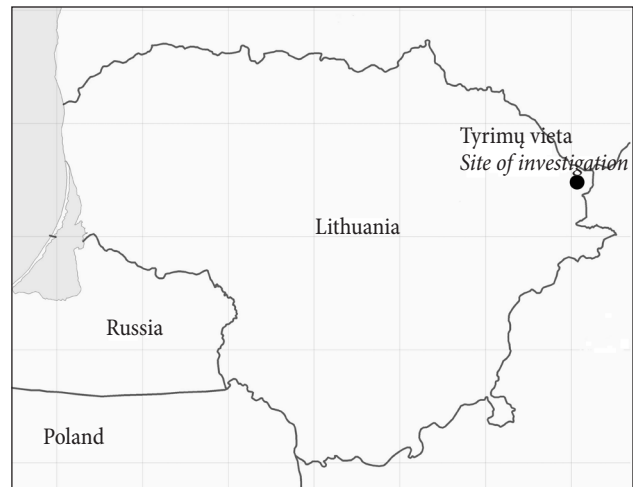 Tyrimų vieta
Site of investigation
Lithuania
Russia
Poland